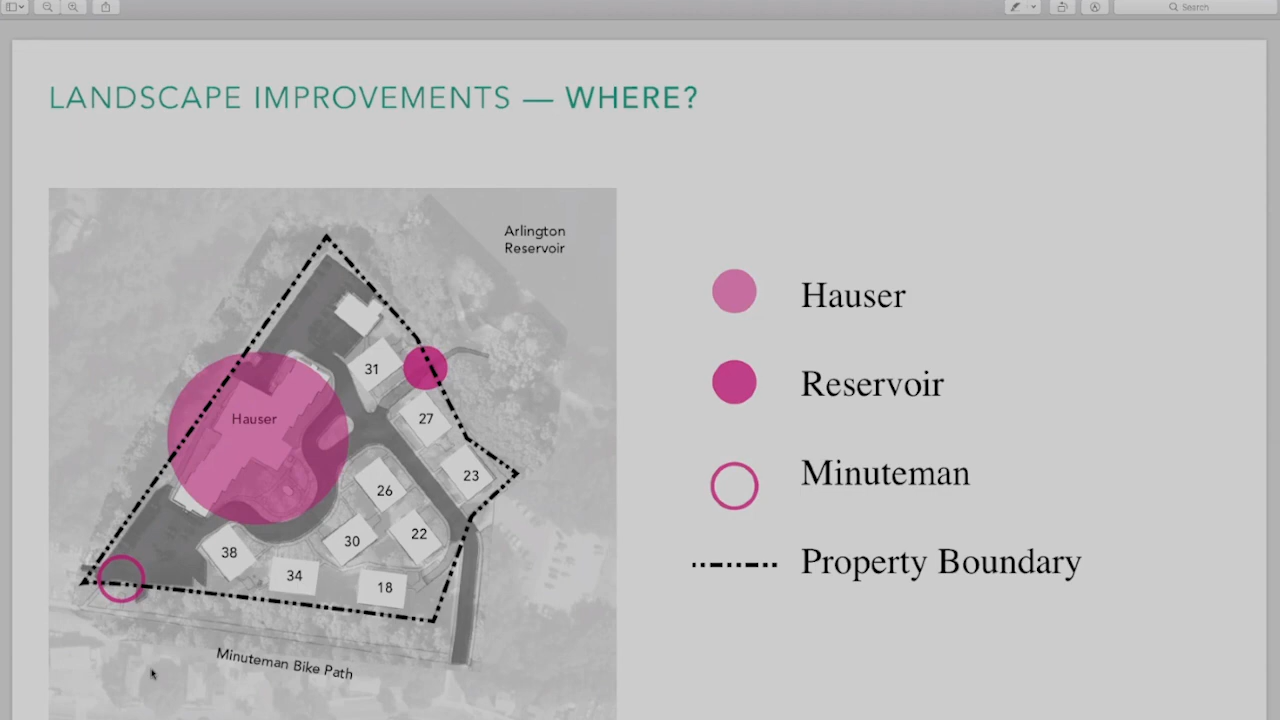 Search
LANDSCAPE IMPROVEMENTS — WHERE?
Arlington
Reservoir
31
Hauser
27
23
26
22
30
38
34
18
Minuteman Bike Path
Hauser
Reservoir
Minuteman
Property Boundary